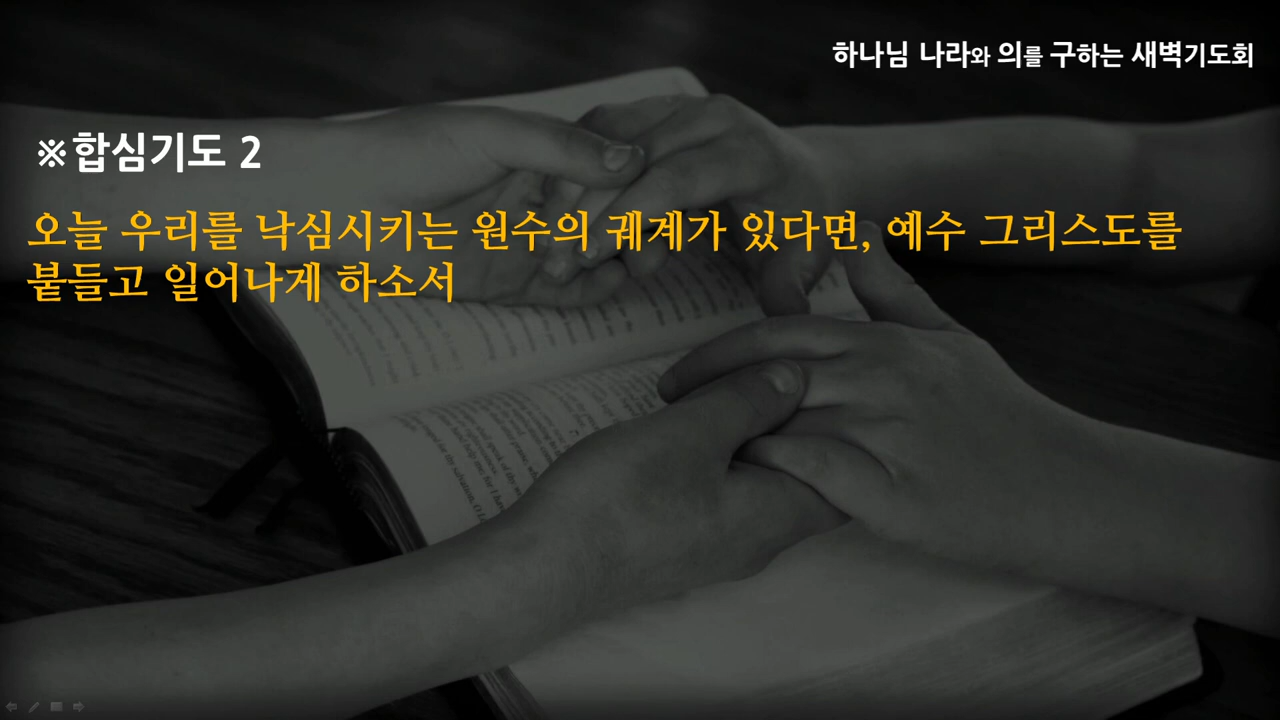 하나님 나라와 의를 구하는 새벽기도회
※합심기도 2
오늘 우리를 낙심시키는 원수의 궤계가 있다면, 예수 그리스도를
붙들고 일어나게 하소서